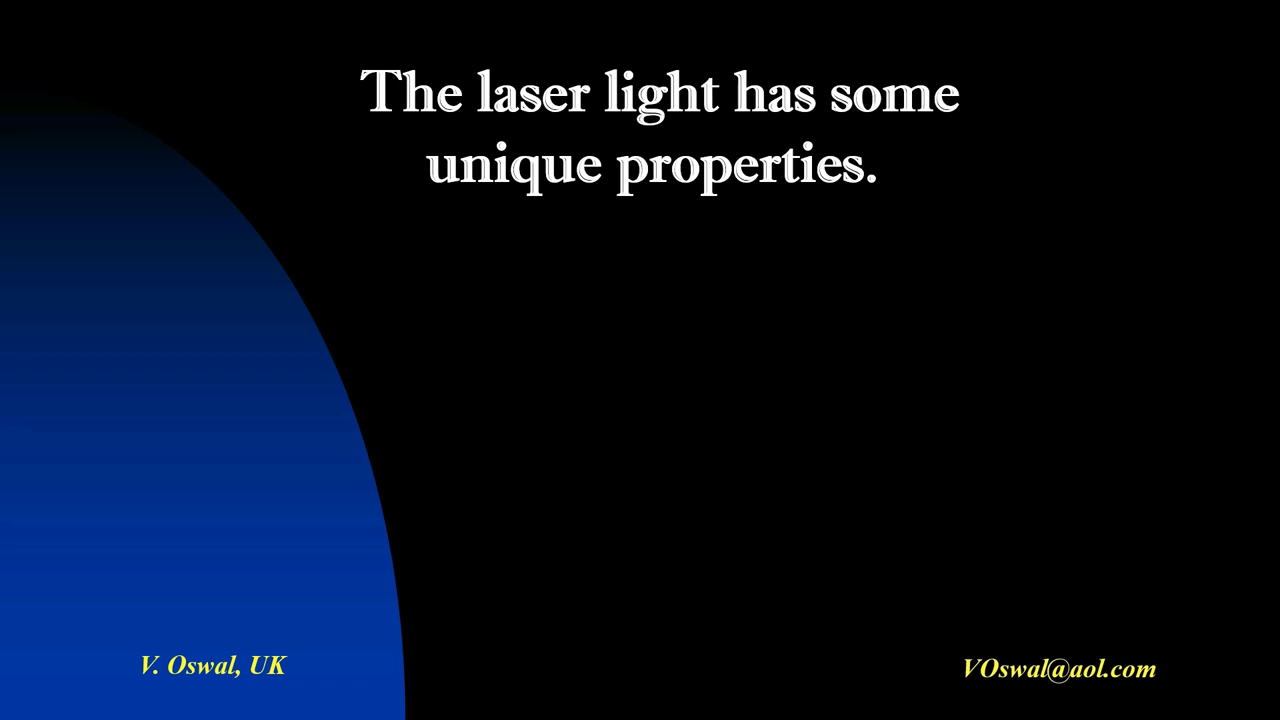 The laser light has some
unique properties.
V. Oswal, UK
VOswal@aol.com